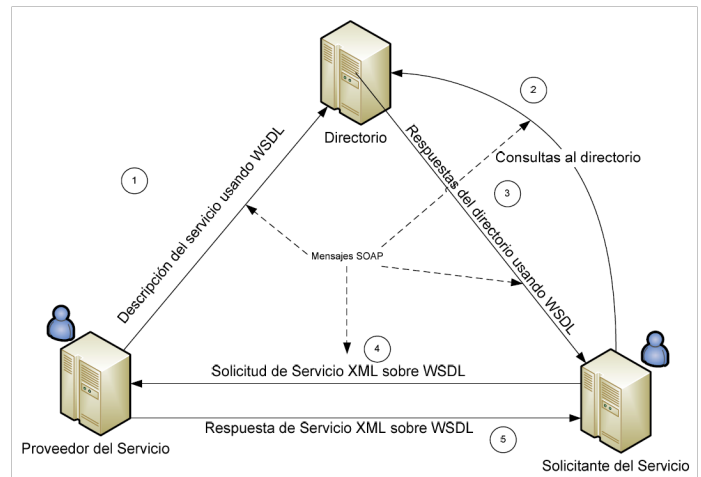 2
Directorio
Consultas al directorio
1
Descripción del servicio usando WSDL
Respuestas del directorio usando WSDL
3
Mensajes SOAP
4
Solicitud de Servicio XML sobre WSDL
Respuesta de Servicio XML sobre WSDL
5
Proveedor del Servicio
Solicitante del Servicio